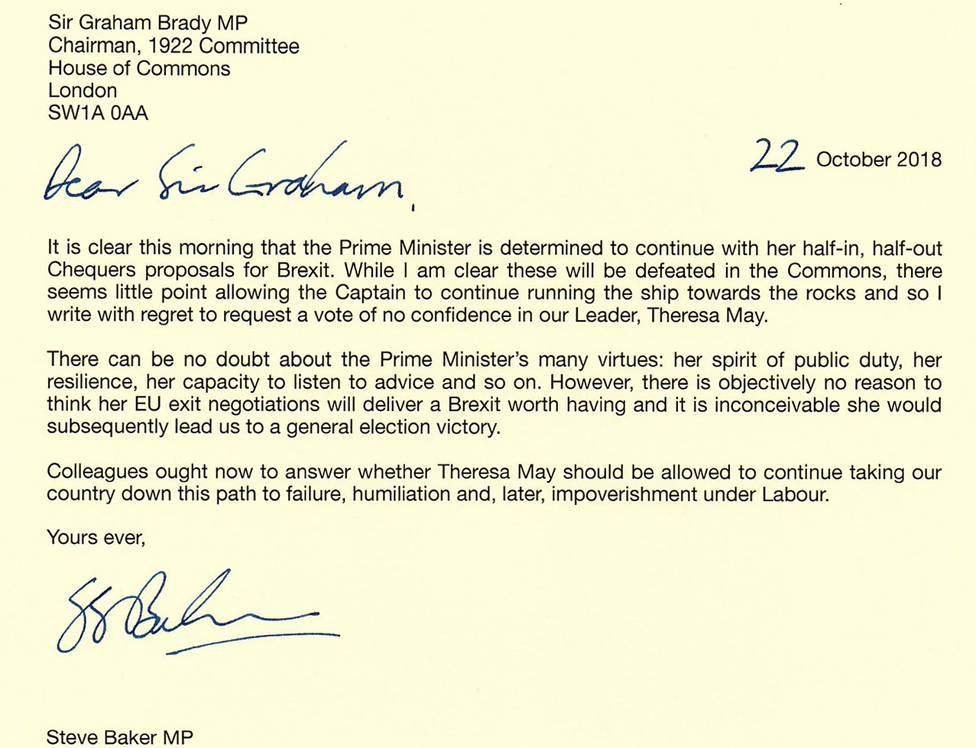 Sir Graham Brady MP
Chairman, 1922 Committee
House of Commons
London
SW1A 0AA
22 October 2018
Dear Sir Graham,
It is clear this morning that the Prime Minister is determined to continue with her half-in, half-out
Chequers proposals for Brexit. While I am clear these will be defeated in the Commons, there
seems little point allowing the Captain to continue running the ship towards the rocks and so I
write with regret to request a vote of no confidence in our Leader, Theresa May.
There can be no doubt about the Prime Minister's many virtues: her spirit of public duty, her
resilience, her capacity to listen to advice and so on. However, there is objectively no reason to
think her EU exit negotiations will deliver a Brexit worth having and it is inconceivable she would
subsequently lead us to a general election victory.
Colleagues ought now to answer whether Theresa May should be allowed to continue taking our
country down this path to failure, humiliation and, later, impoverishment under Labour.
Yours ever,
SJ Baker
Steve Baker MP